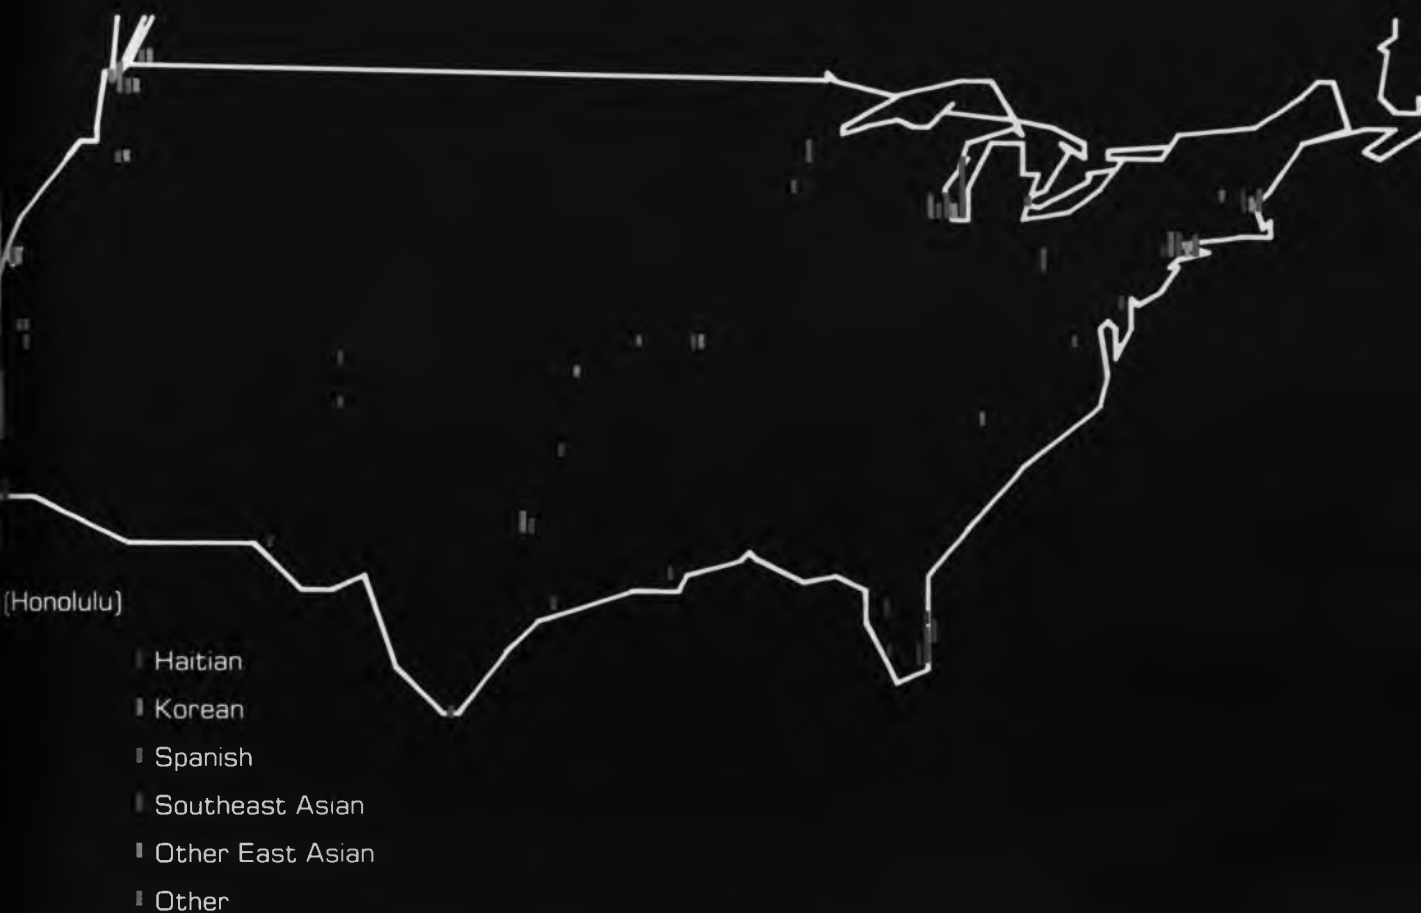 (Honolulu)
Haitian
Korean
Spanish
Southeast Asian
Other East Asian
Other